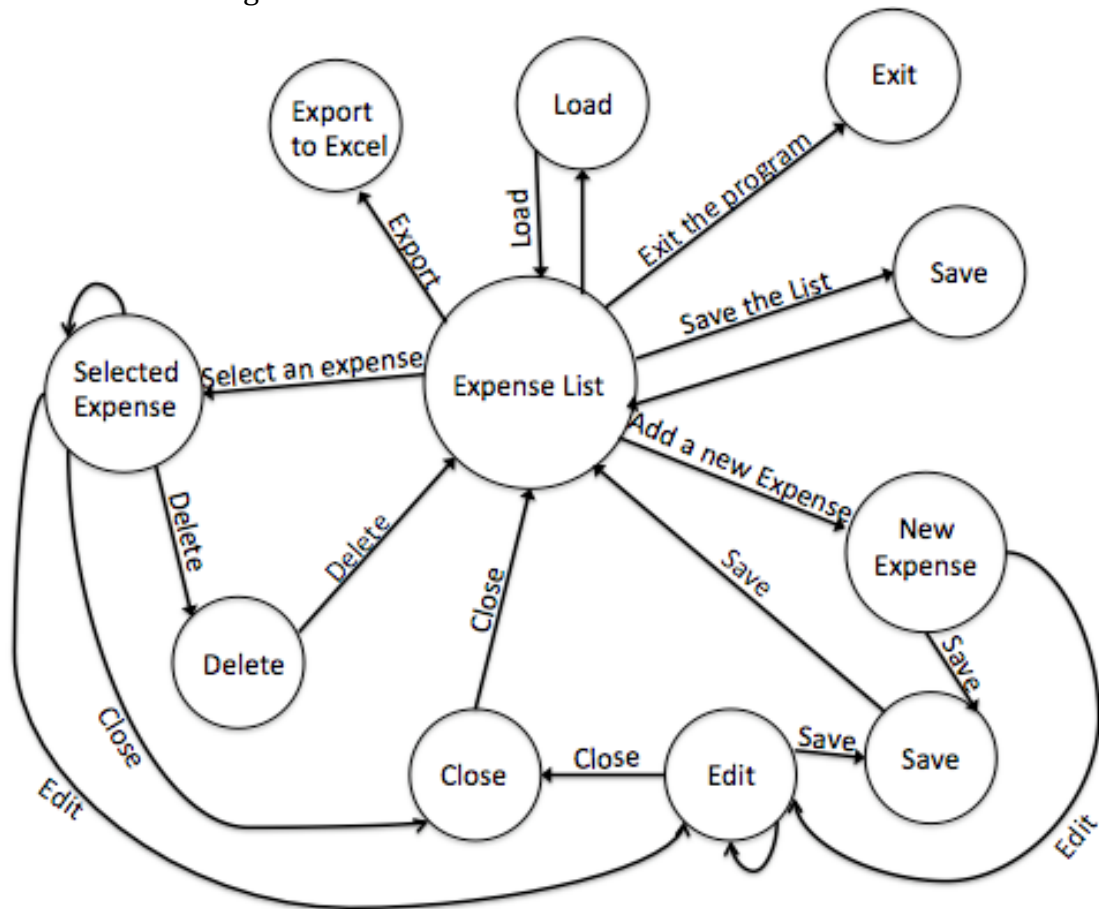 g
Export
to Excel
Load
Exit
Export
Load
Exit the program
Save the List
Save
Selected
Expense
Select an expense
Expense List
Add a new Expense
New
Expense
Delete
Delete
Delete
Close
Save
Save
Close
Edit
Close
Close
Edit
Save
Save
Edit